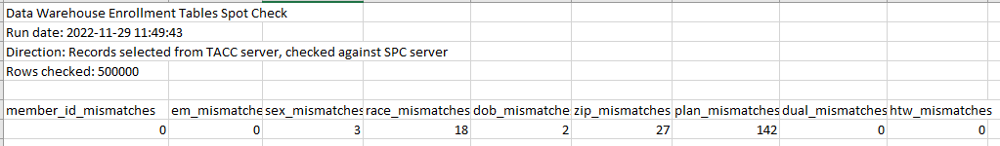 Data Warehouse Enrollment Tables Spot Check
Run date: 2022-11-29 11:49:43
Direction: Records selected from TACC server, checked against SPC server
Rows checked: 500000
member_id_mismatches em_mismatche sex_mismatches race_mismatches dob_mismatche zip_mismatches plan_mismatches dual_mismatches htw_mismatches
0 0 3 18 2 27 142 0 0